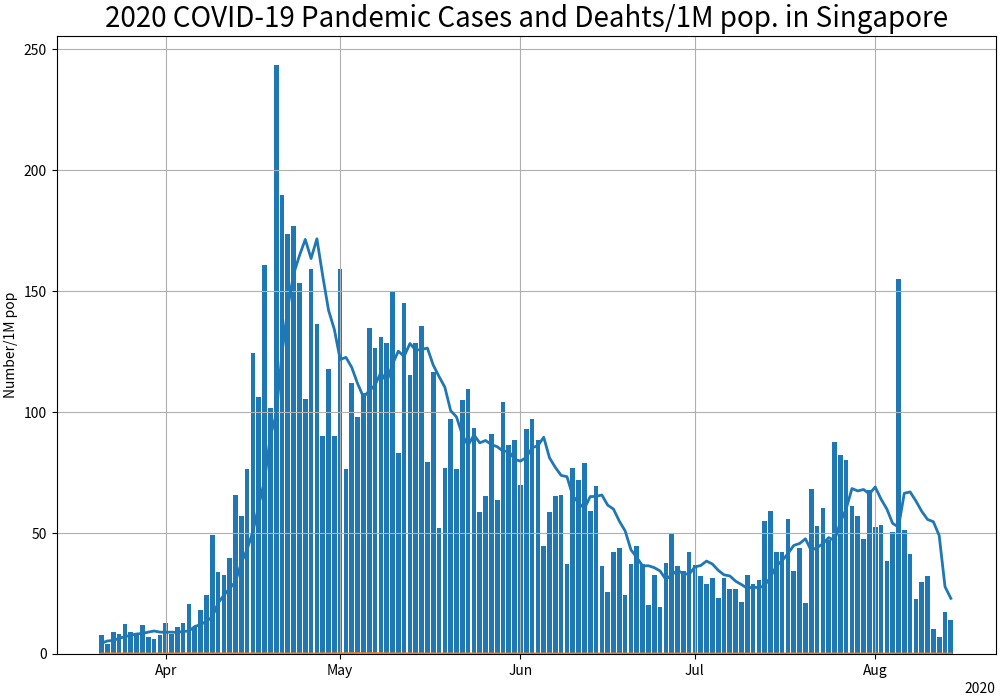 2020 COVID-19 Pandemic Cases and Deahts/1M pop. in Singapore
250
200
150
100
50
0
Number/1M pop
Apr
May
Jun
Jul
Aug
2020